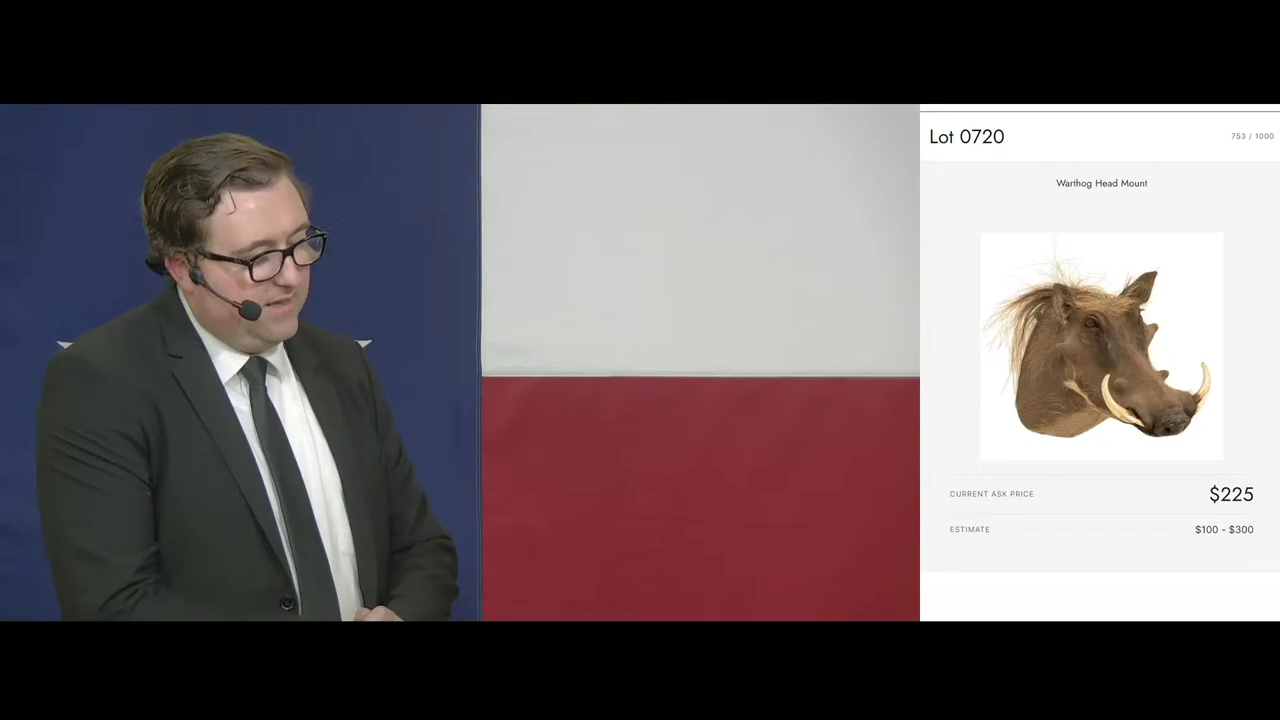 Lot 0720
753 / 1000
Warthog Head Mount
CURRENT ASK PRICE
$225
ESTIMATE
$100 - $300